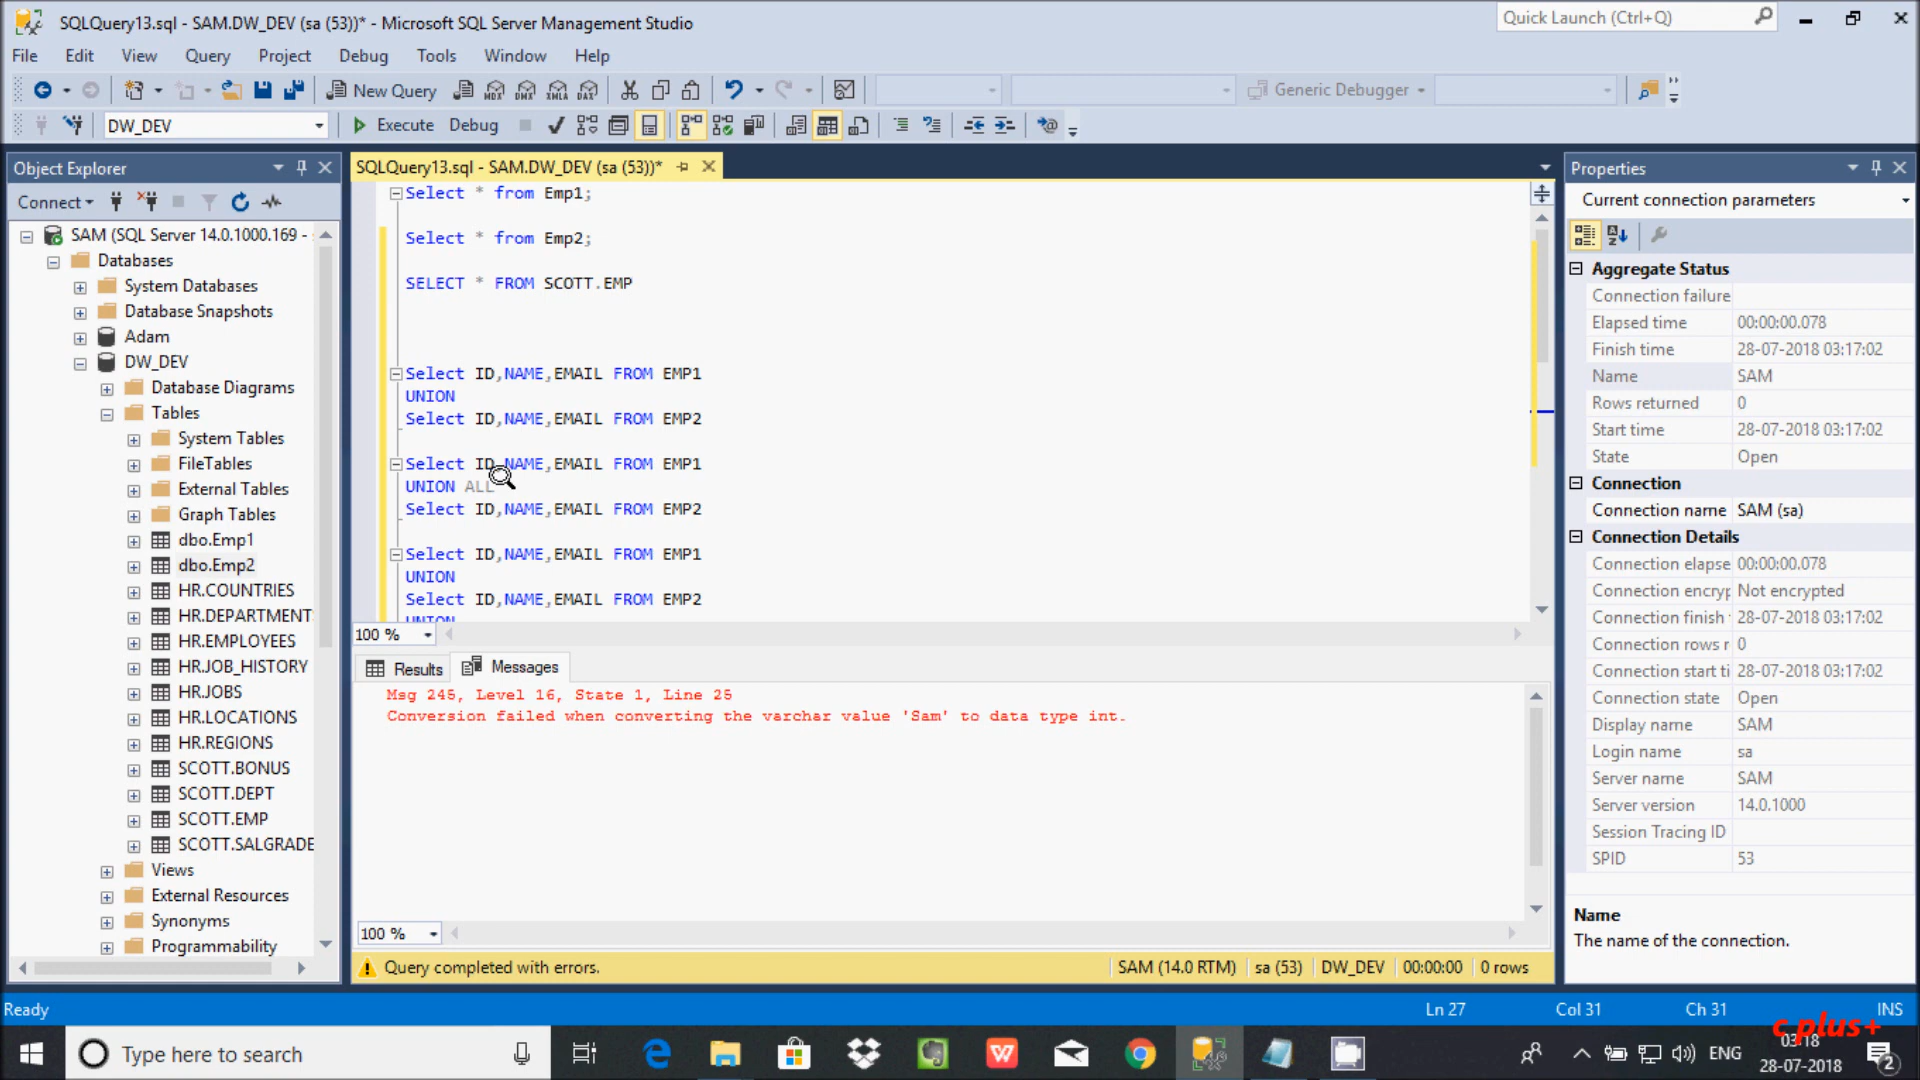 SQLQuery13.sql - SAM.DW_DEV (sa (53))* - Microsoft SQL Server Management Studio
Quick Launch (Ctrl+Q)
File Edit View Query Project Debug Tools Window Help
New Query
Generic Debugger
DW_DEV
Execute Debug
Object Explorer
Connect
SAM (SQL Server 14.0.1000.169 -
Databases
System Databases
Database Snapshots
Adam
DW_DEV
Database Diagrams
Tables
System Tables
FileTables
External Tables
Graph Tables
dbo.Emp1
dbo.Emp2
HR.COUNTRIES
HR.DEPARTMENT
HR.EMPLOYEES
HR.JOB_HISTORY
HR.JOBS
HR.LOCATIONS
HR.REGIONS
SCOTT.BONUS
SCOTT.DEPT
SCOTT.EMP
SCOTT.SALGRADE
Views
External Resources
Synonyms
Programmability
SQLQuery13.sql - SAM.DW_DEV (sa (53))*
Select * from Emp1;
Select * from Emp2;
SELECT * FROM SCOTT.EMP
Select ID,NAME,EMAIL FROM EMP1
UNION
Select ID,NAME,EMAIL FROM EMP2
Select ID,NAME,EMAIL FROM EMP1
UNION ALL
Select ID,NAME,EMAIL FROM EMP2
Select ID,NAME,EMAIL FROM EMP1
UNION
Select ID,NAME,EMAIL FROM EMP2
UNION
100 %
Results Messages
Msg 245, Level 16, State 1, Line 25
Conversion failed when converting the varchar value 'Sam' to data type int.
100 %
Query completed with errors.
SAM (14.0 RTM) sa (53) DW_DEV 00:00:00 0 rows
Properties
Current connection parameters
Aggregate Status
Connection failure
Elapsed time 00:00:00.078
Finish time 28-07-2018 03:17:02
Name SAM
Rows returned 0
Start time 28-07-2018 03:17:02
State Open
Connection
Connection name SAM (sa)
Connection Details
Connection elapse 00:00:00.078
Connection encryp Not encrypted
Connection finish 28-07-2018 03:17:02
Connection rows r 0
Connection start ti 28-07-2018 03:17:02
Connection state Open
Display name SAM
Login name sa
Server name SAM
Server version 14.0.1000
Session Tracing ID
SPID 53
Name
The name of the connection.
Ready
Ln 27 Col 31 Ch 31 INS
c plus+
Type here to search
ENG
03:18
28-07-2018
2